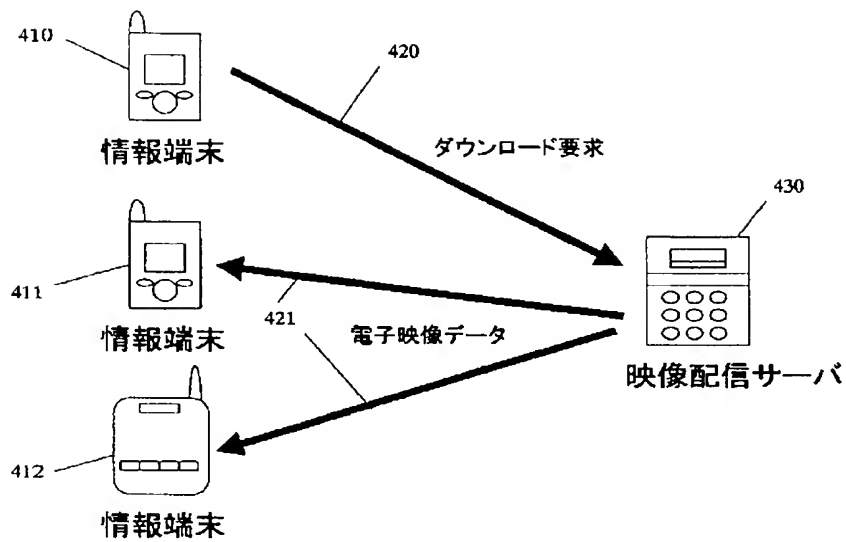 410
420
情報端末
ダウンロード要求
430
411
421
情報端末
電子映像データ
映像配信サーバ
412
情報端末